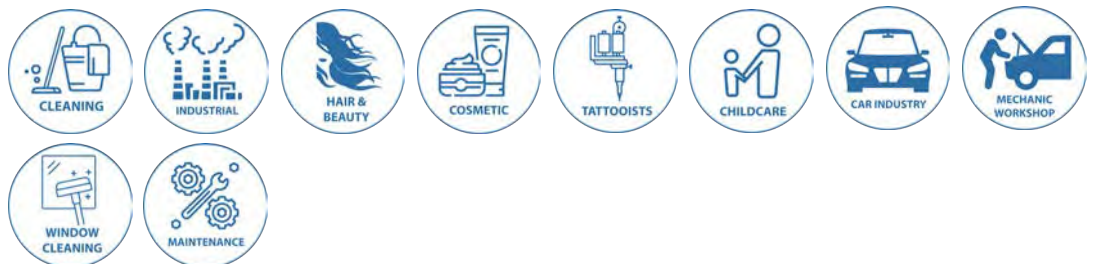 CLEANING
INDUSTRIAL
HAIR &
BEAUTY
COSMETIC
TATTOOISTS
CHILDCARE
CAR INDUSTRY
MECHANIC
WORKSHOP
WINDOW
CLEANING
MAINTENANCE